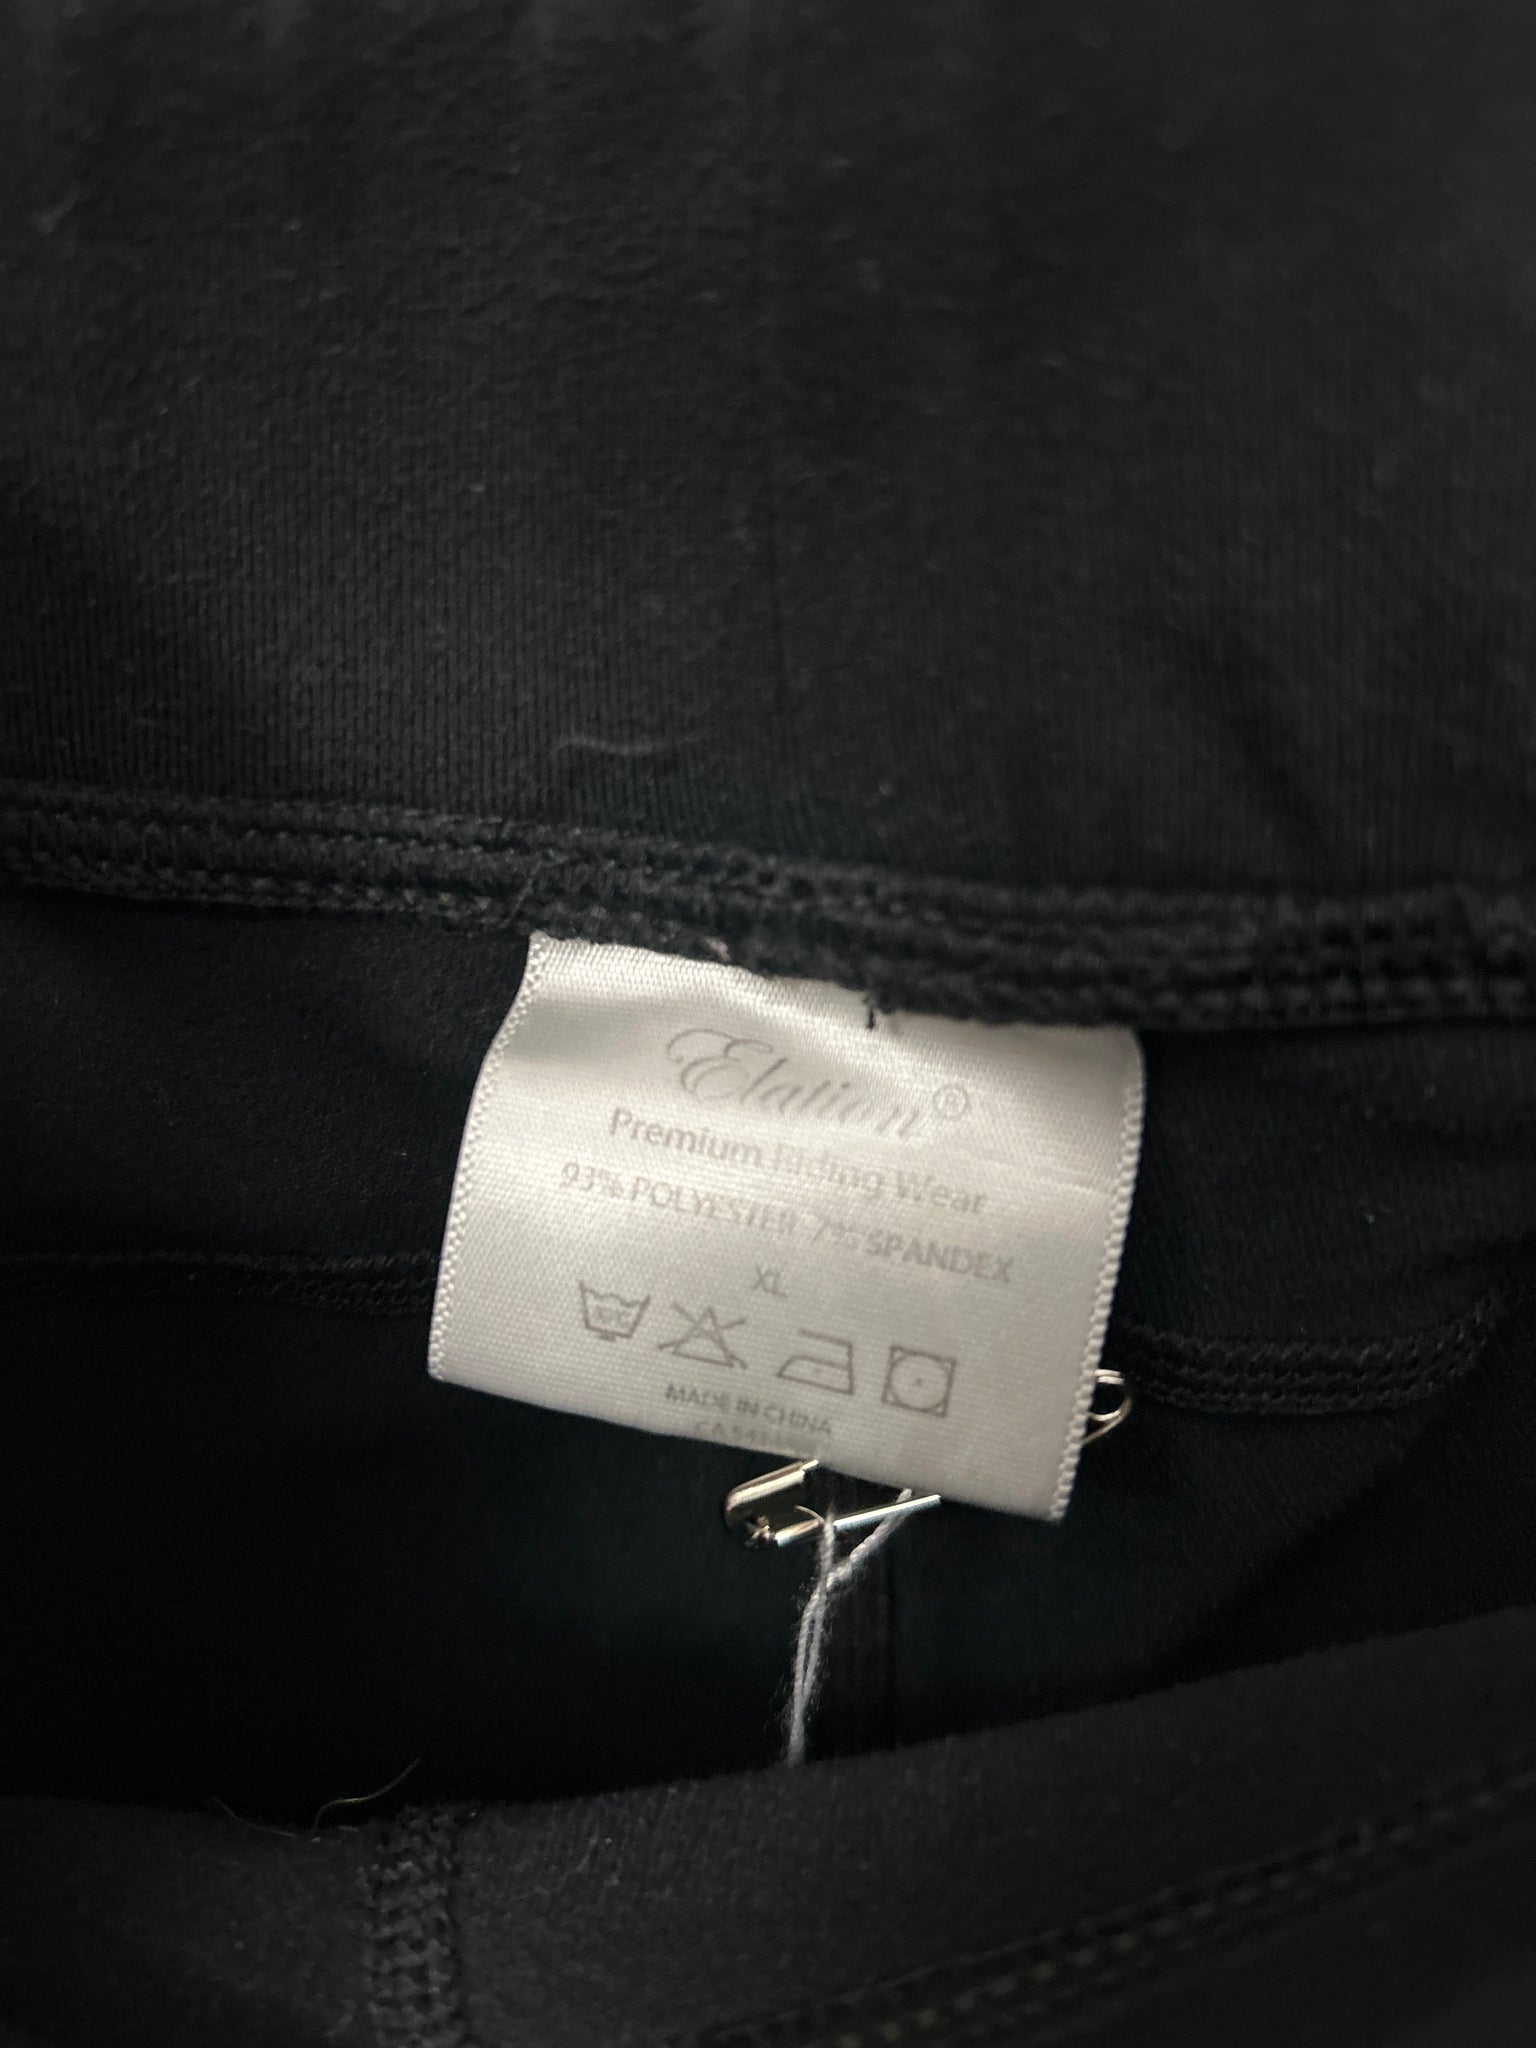 Elation®
Premium Riding Wear
93% POLYESTER 7% SPANDEX
XL
MADE IN CHINA